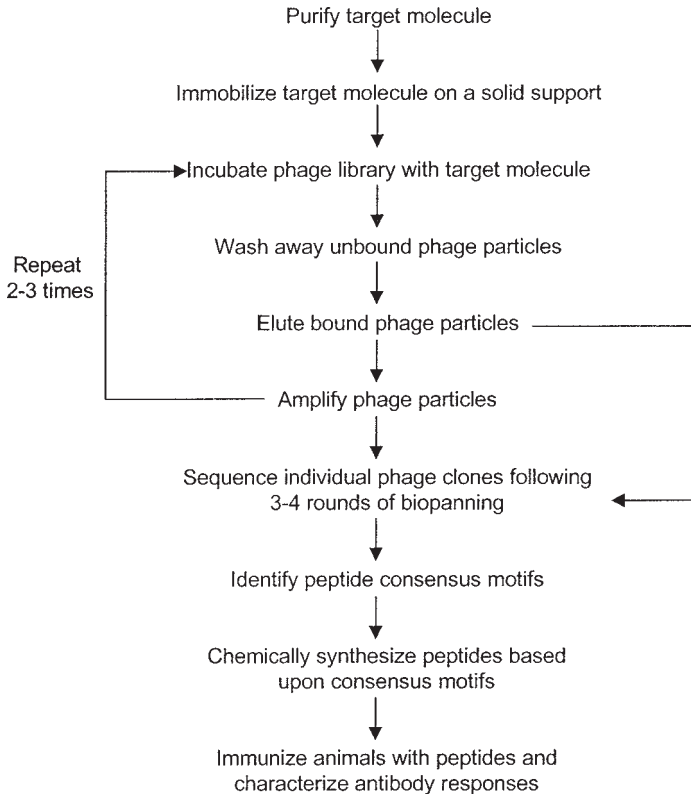 Purify target molecule
Immobilize target molecule on a solid support
Incubate phage library with target molecule
Wash away unbound phage particles
Repeat
2-3 times
Elute bound phage particles
Amplify phage particles
Sequence individual phage clones following
3-4 rounds of biopanning
Identify peptide consensus motifs
Chemically synthesize peptides based
upon consensus motifs
Immunize animals with peptides and
characterize antibody responses